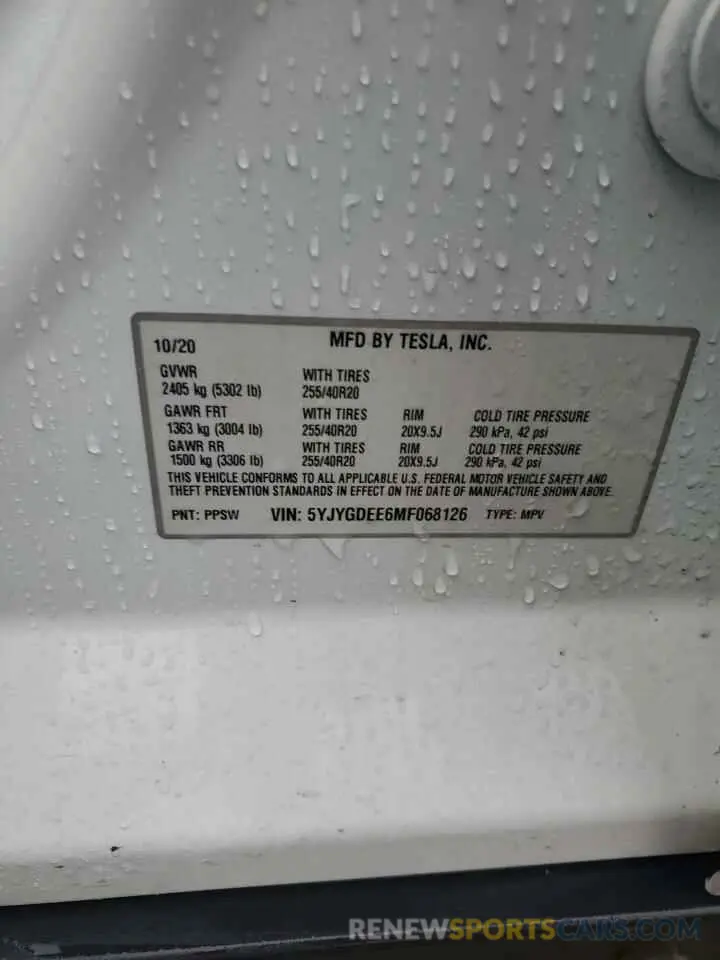 MFD BY TESLA, INC.
10/20
GVWR WITH TIRES
2405 kg (5302 lb) 255/40R20
GAWR FRT WITH TIRES RIM COLD TIRE PRESSURE
1363 kg (3004 lb) 255/40R20 20X9.5J 290 kPa, 42 psi
GAWR RR WITH TIRES RIM COLD TIRE PRESSURE
1500 kg (3306 lb) 255/40R20 20X9.5J 290 kPa, 42 psi
THIS VEHICLE CONFORMS TO ALL APPLICABLE U.S. FEDERAL MOTOR VEHICLE SAFETY AND
THEFT PREVENTION STANDARDS IN EFFECT ON THE DATE OF MANUFACTURE SHOWN ABOVE.
PNT: PPSW VIN: 5YJYGDEE6MF068126 TYPE: MPV
RENEWSPORTSCARS.COM